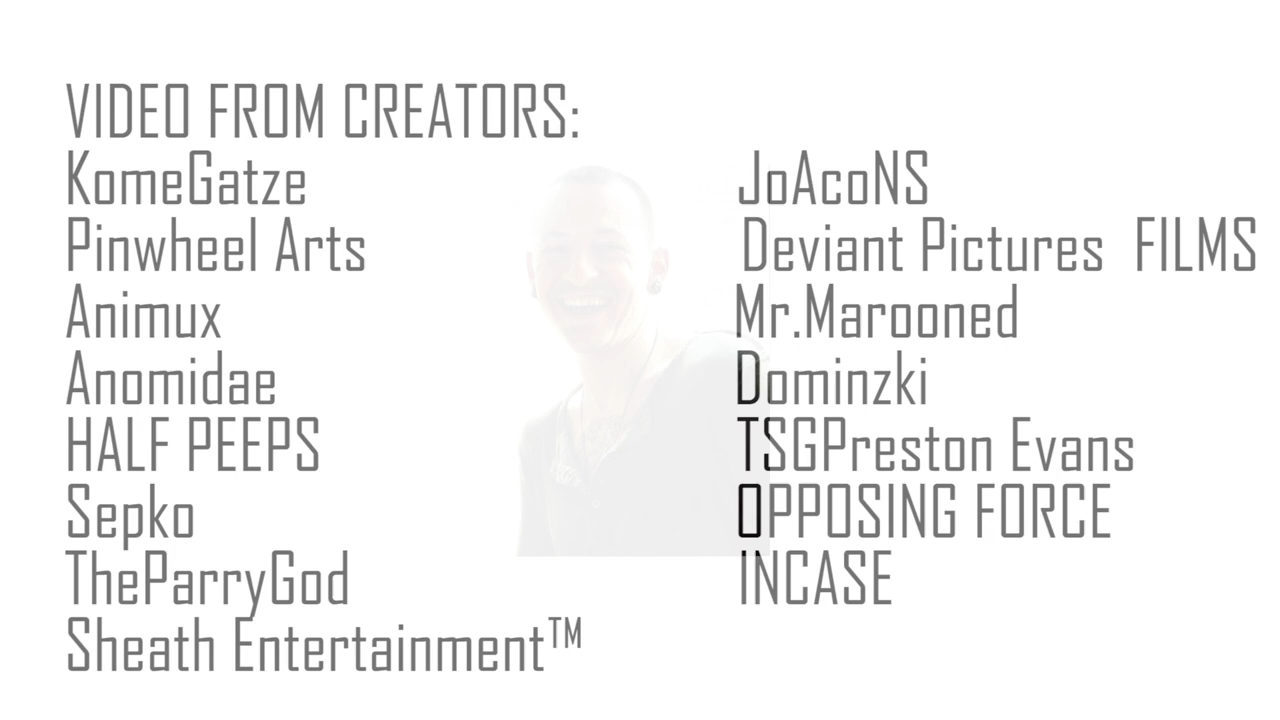 VIDEO FROM CREATORS:
KomeGatze
Pinwheel Arts
Animux
Anomidae
HALF PEEPS
Sepko
TheParryGod
Sheath Entertainment™
JoAcoNS
Deviant Pictures FILMS
Mr.Marooned
Dominzki
TSGPreston Evans
OPPOSING FORCE
INCASE